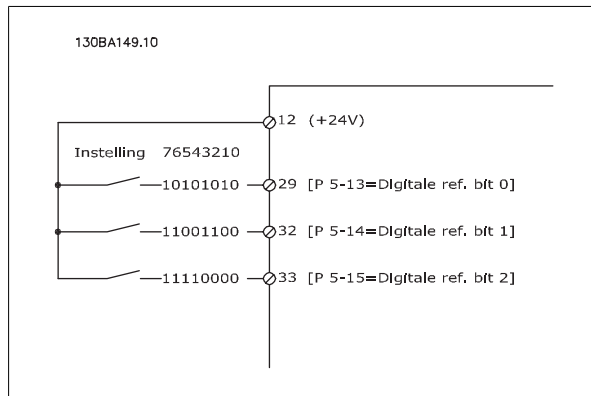 130BA149.10
12 (+24V)
Instelling 76543210
10101010 29 [P 5-13=Digitale ref. bit 0]
11001100 32 [P 5-14=Digitale ref. bit 1]
11110000 33 [P 5-15=Digitale ref. bit 2]